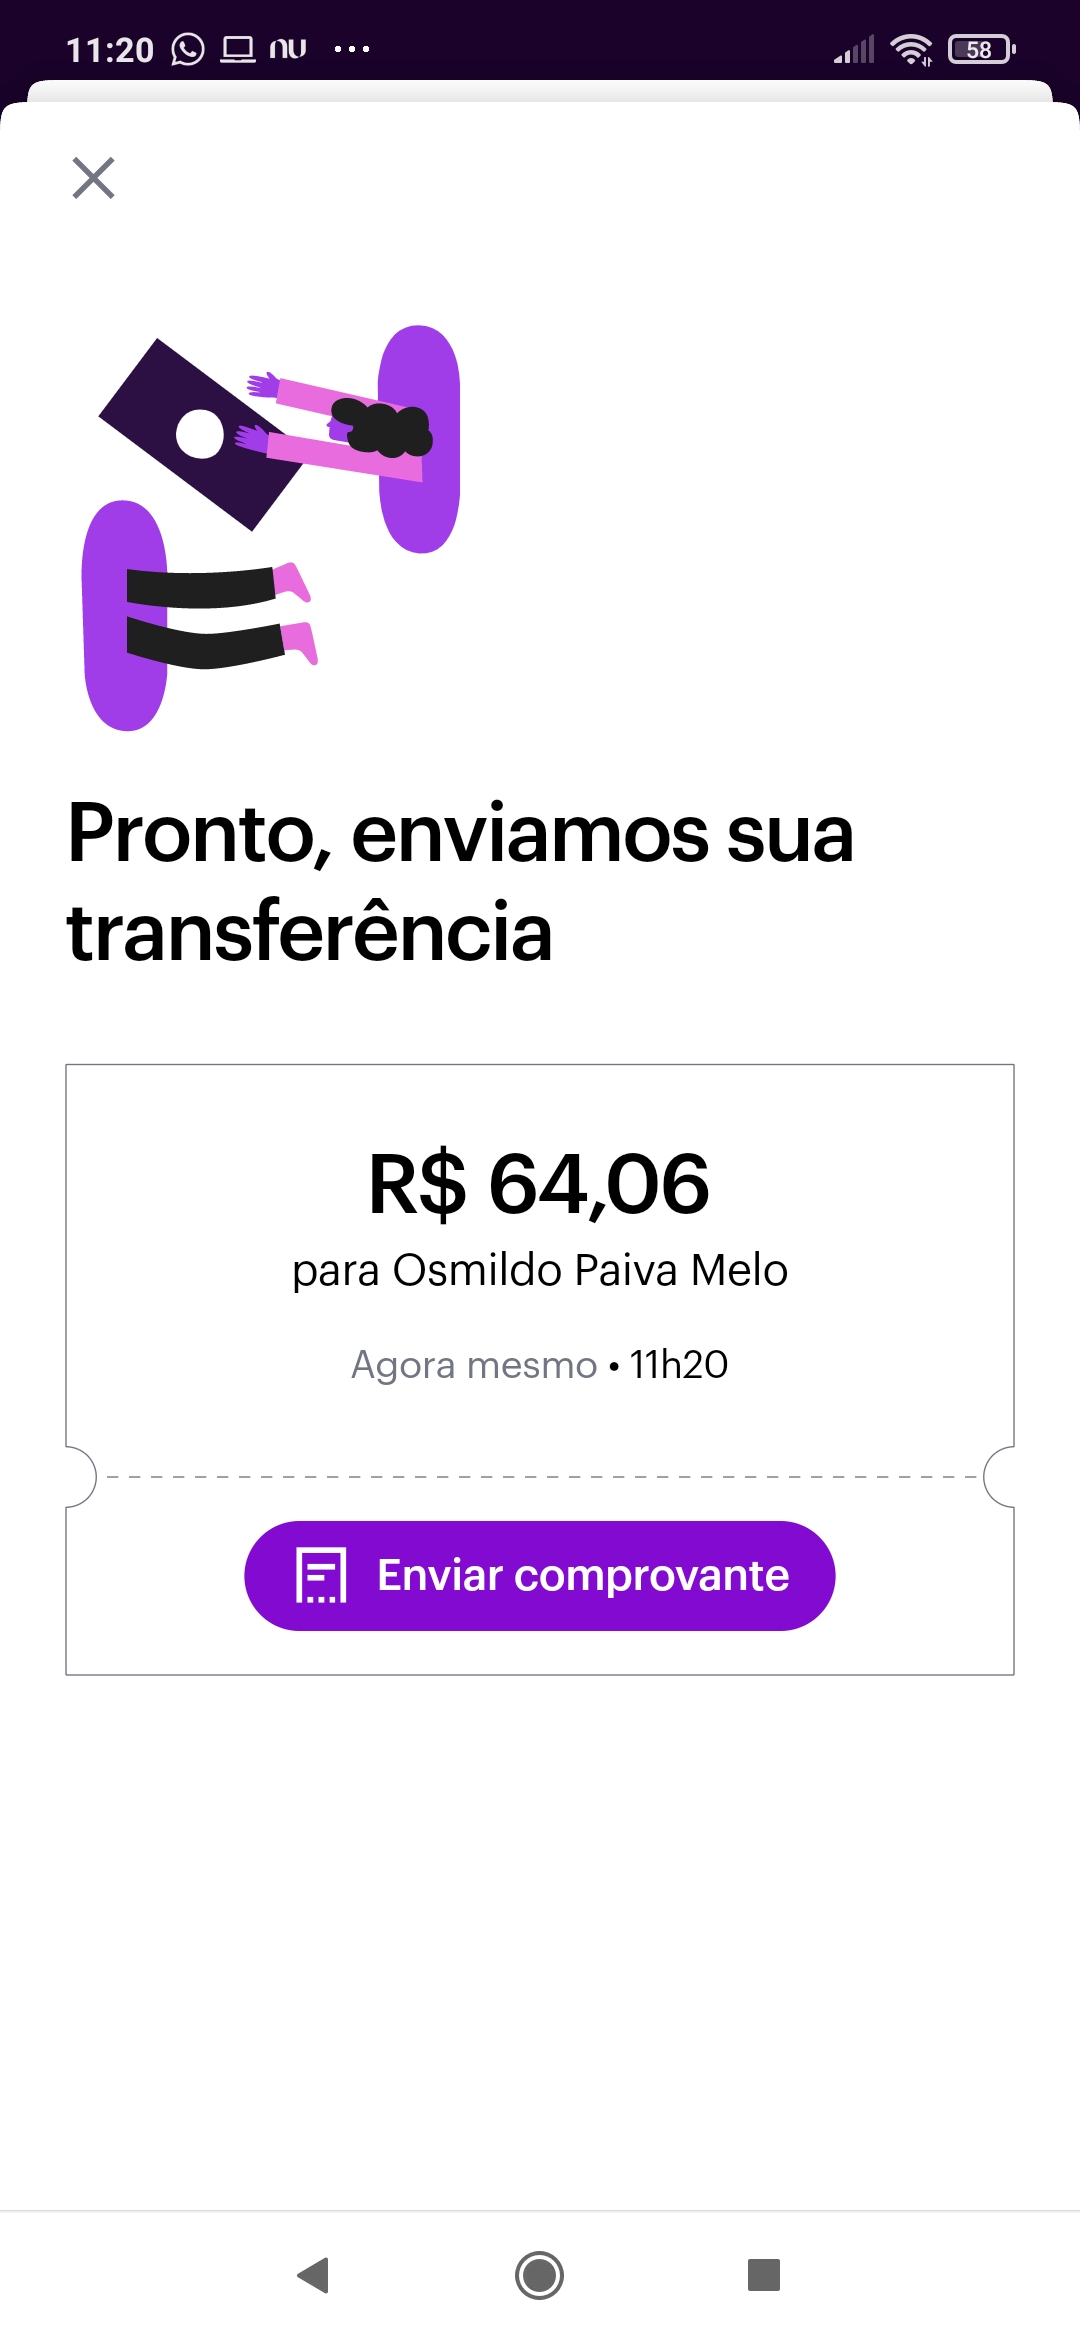 11:20 nu ... 58
Pronto, enviamos sua
transferência
R$ 64,06
para Osmildo Paiva Melo
Agora mesmo • 11h20
Enviar comprovante